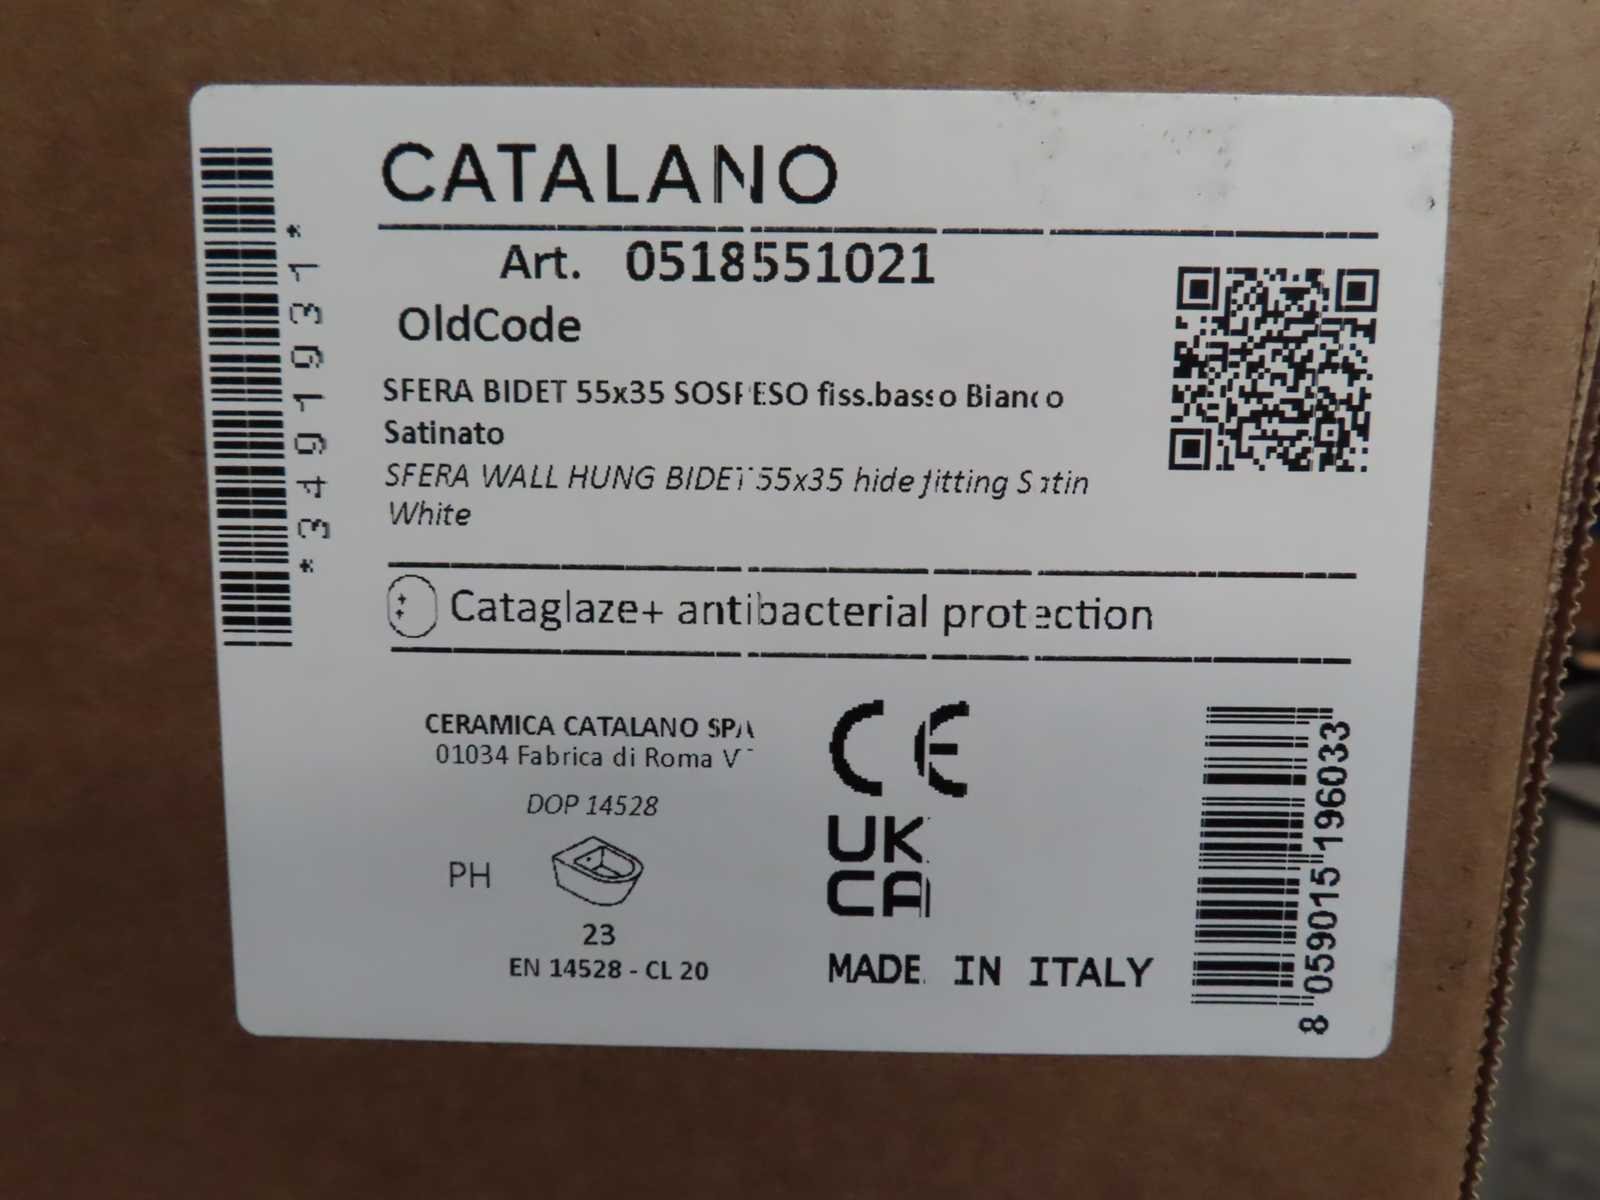 CATALANO
Art. 0518551021
OldCode
SFERA BIDET 55x35 SOSPESO fiss.basso Bianco
Satinato
SFERA WALL HUNG BIDET 55x35 hide fitting Satin
White
Cataglaze+ antibacterial protection
CERAMICA CATALANO SPA
01034 Fabrica di Roma VT
DOP 14528
PH
23
EN 14528 - CL 20
CE
UK
CA
MADE IN ITALY
*34919931*
8 059015 196033